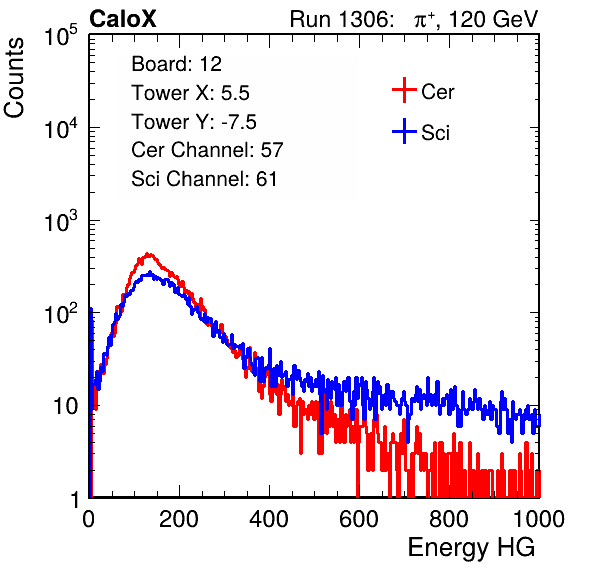 CaloX Run 1306: π⁺, 120 GeV
Counts
Board: 12
Tower X: 5.5
Tower Y: -7.5
Cer Channel: 57
Sci Channel: 61
Cer
Sci
10⁵
10⁴
10³
10²
10
1
0 200 400 600 800 1000
Energy HG